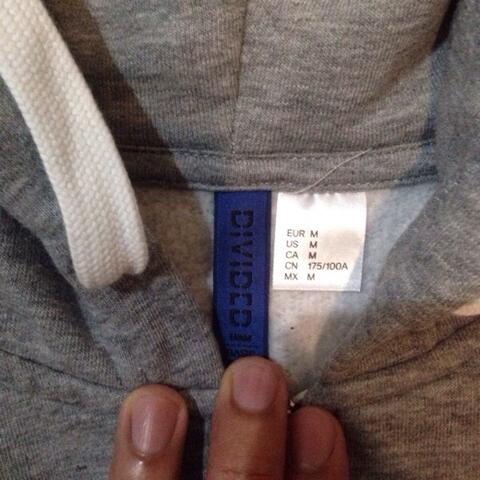 DIVIDED
H&M
EUR M
US M
CA M
CN 175/100A
MX M